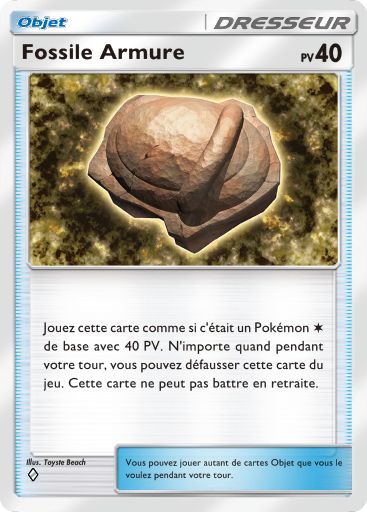 Objet
DRESSEUR
Fossile Armure
PV40
Jouez cette carte comme si c'était un Pokémon ✶
de base avec 40 PV. N'importe quand pendant
votre tour, vous pouvez défausser cette carte du
jeu. Cette carte ne peut pas battre en retraite.
Illus. Toyste Beach
Vous pouvez jouer autant de cartes Objet que vous le
voulez pendant votre tour.